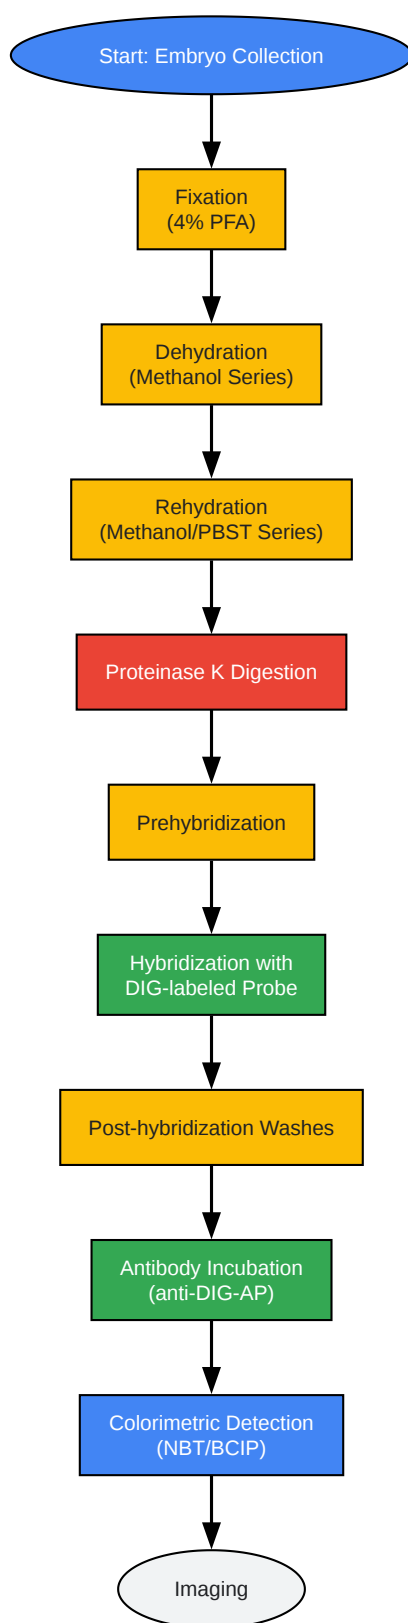 Start: Embryo Collection
Fixation
(4% PFA)
Dehydration
(Methanol Series)
Rehydration
(Methanol/PBST Series)
Proteinase K Digestion
Prehybridization
Hybridization with
DIG-labeled Probe
Post-hybridization Washes
Antibody Incubation
(anti-DIG-AP)
Colorimetric Detection
(NBT/BCIP)
Imaging